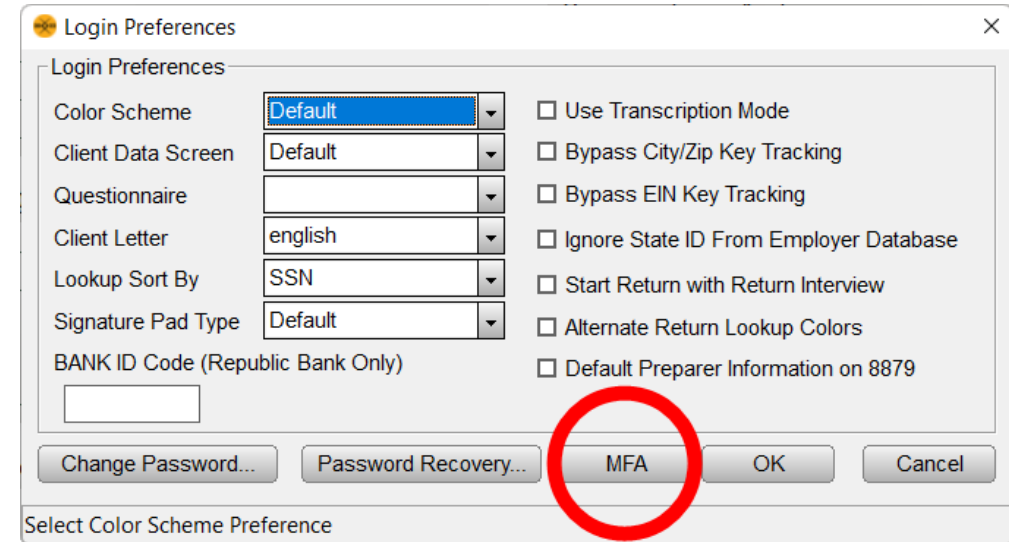 Login Preferences
Login Preferences
Color Scheme
Default
Client Data Screen
Default
Questionnaire
Client Letter
english
Lookup Sort By
SSN
Signature Pad Type
Default
BANK ID Code (Republic Bank Only)
Use Transcription Mode
Bypass City/Zip Key Tracking
Bypass EIN Key Tracking
Ignore State ID From Employer Database
Start Return with Return Interview
Alternate Return Lookup Colors
Default Preparer Information on 8879
Change Password...
Password Recovery...
MFA
OK
Cancel
Select Color Scheme Preference